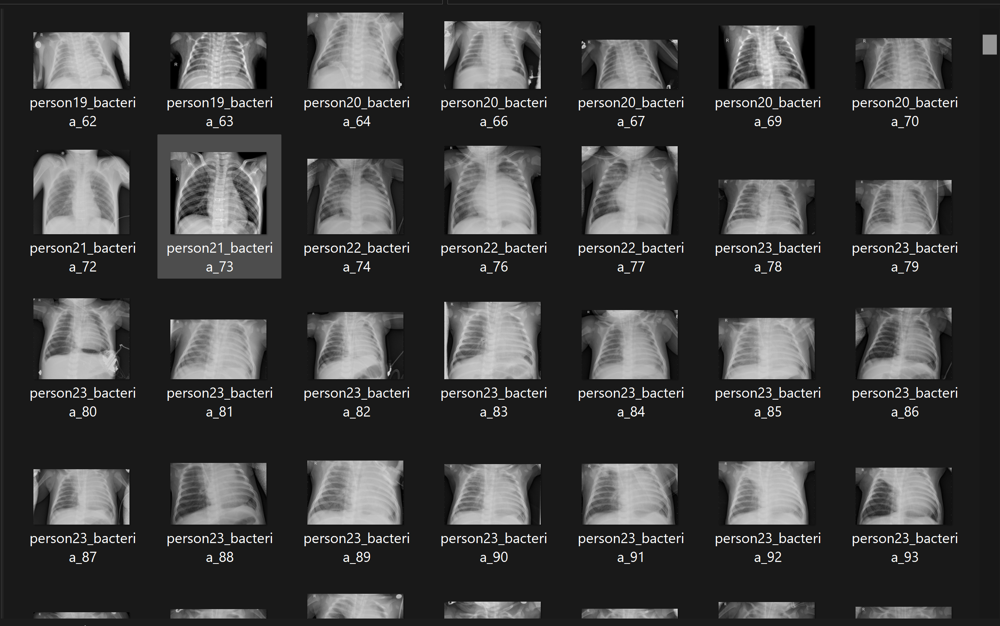 R
R
R
R
R
R
R
person19_bacteri
a_62
person19_bacteri
a_63
person20_bacteri
a_64
person20_bacteri
a_66
person20_bacteri
a_67
person20_bacteri
a_69
person20_bacteri
a_70
R
R
R
R
R
R
person21_bacteri
a_72
person21_bacteri
a_73
person22_bacteri
a_74
person22_bacteri
a_76
person22_bacteri
a_77
person23_bacteri
a_78
person23_bacteri
a_79
R
R
R
R
R
R
R
person23_bacteri
a_80
person23_bacteri
a_81
person23_bacteri
a_82
person23_bacteri
a_83
person23_bacteri
a_84
person23_bacteri
a_85
person23_bacteri
a_86
R
R
R
R
R
R
person23_bacteri
a_87
person23_bacteri
a_88
person23_bacteri
a_89
person23_bacteri
a_90
person23_bacteri
a_91
person23_bacteri
a_92
person23_bacteri
a_93
R
R
R
R
R